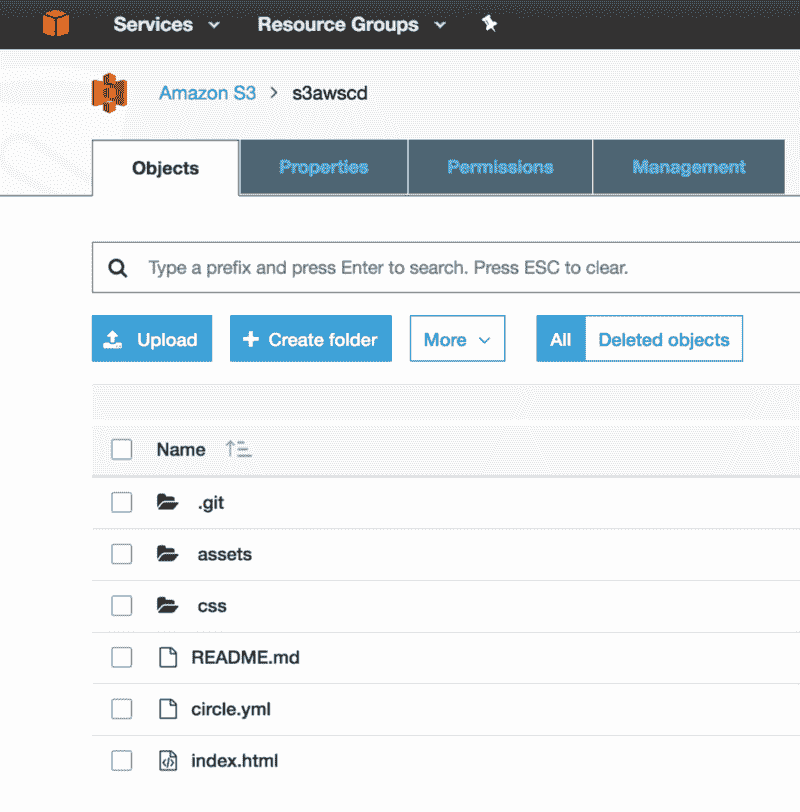 Services Resource Groups
Amazon S3 > s3awscd
Objects Properties Permissions Management
Type a prefix and press Enter to search. Press ESC to clear.
Upload + Create folder More All Deleted objects
Name
.git
assets
css
README.md
circle.yml
index.html